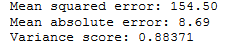 Mean squared error: 154.50
Mean absolute error: 8.69
Variance score: 0.88371